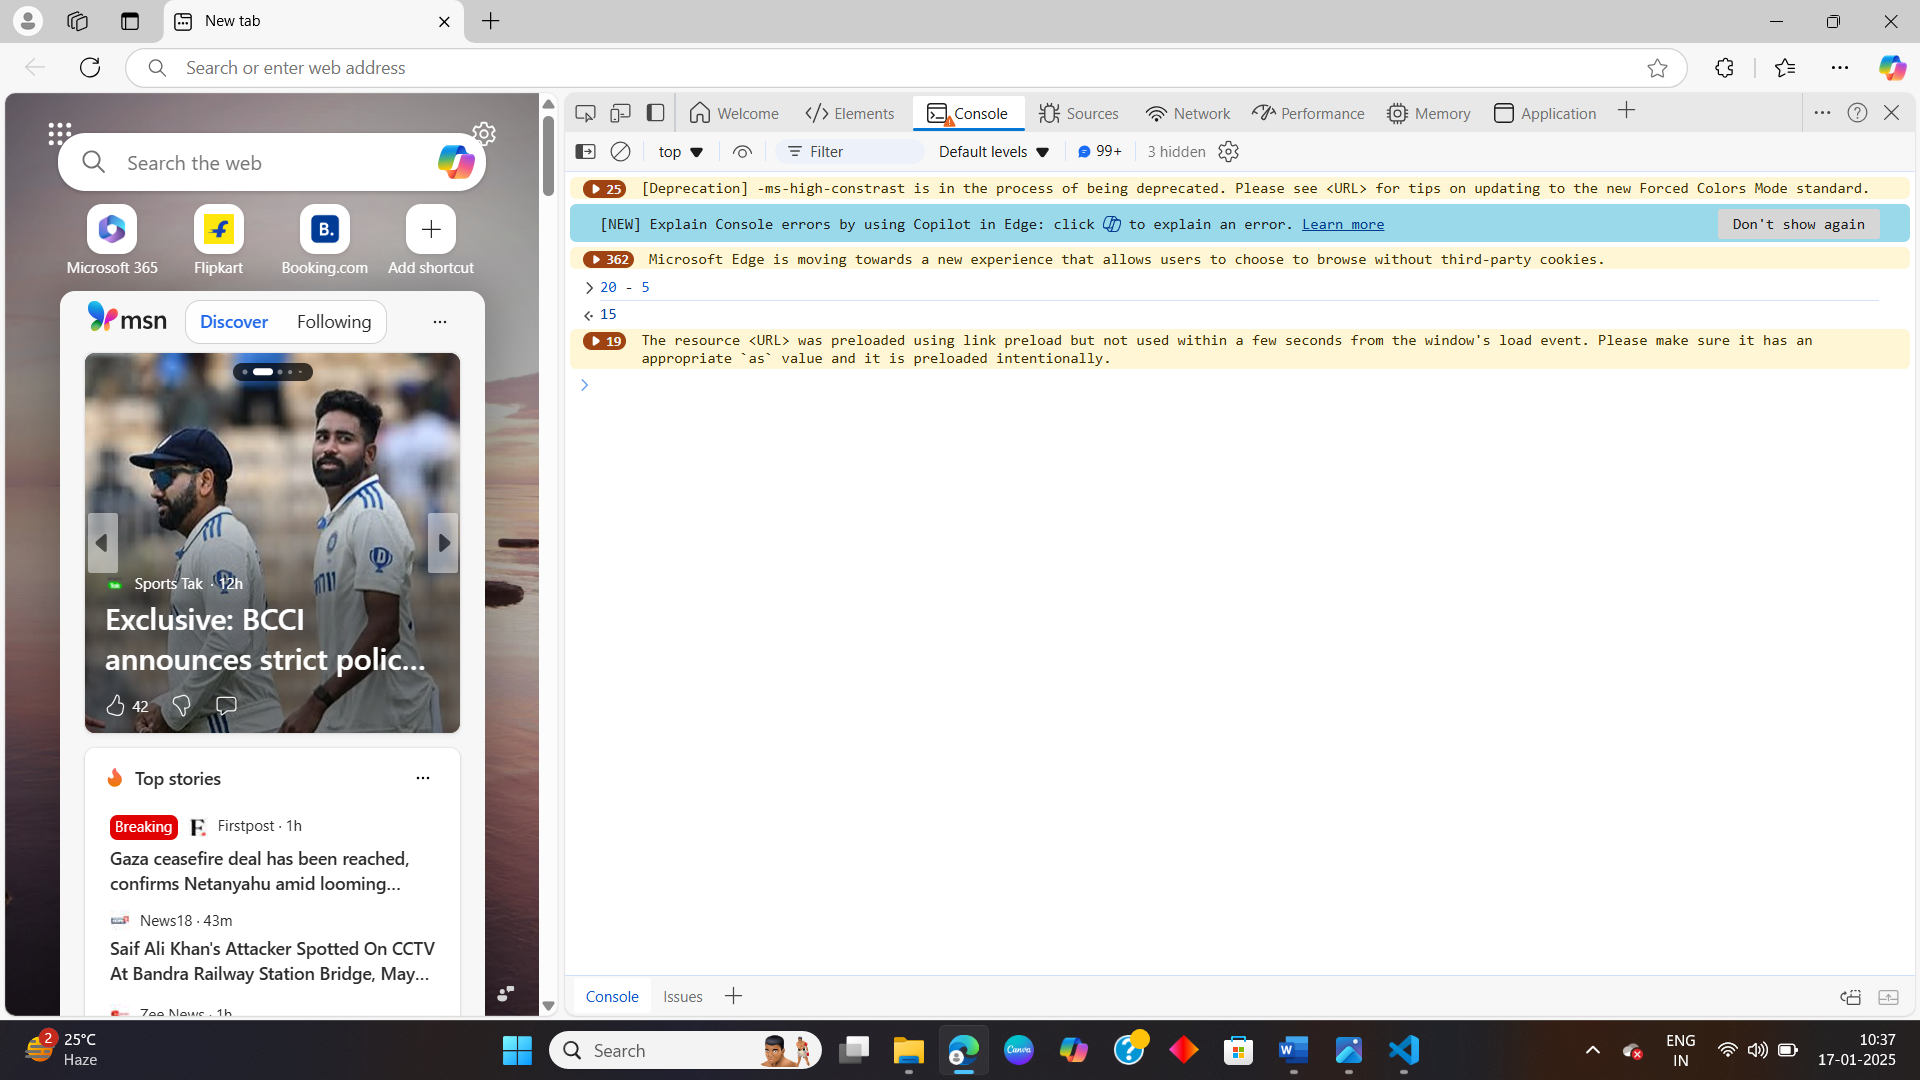 New tab
Search or enter web address
Search the web
Microsoft 365
Flipkart
B.
Booking.com
Add shortcut
msn
Discover
Following
Sports Tak · 12h
Exclusive: BCCI
announces strict polic...
42
Top stories
Breaking
Firstpost · 1h
Gaza ceasefire deal has been reached,
confirms Netanyahu amid looming...
News18 · 43m
Saif Ali Khan's Attacker Spotted On CCTV
At Bandra Railway Station Bridge, May...
Zee News · 1h
Welcome
Elements
Console
Sources
Network
Performance
Memory
Application
top
Filter
Default levels
99+
3 hidden
25 [Deprecation] -ms-high-constrast is in the process of being deprecated. Please see <URL> for tips on updating to the new Forced Colors Mode standard.
[NEW] Explain Console errors by using Copilot in Edge: click to explain an error. Learn more
Don't show again
362 Microsoft Edge is moving towards a new experience that allows users to choose to browse without third-party cookies.
20 - 5
15
19 The resource <URL> was preloaded using link preload but not used within a few seconds from the window's load event. Please make sure it has an
appropriate `as` value and it is preloaded intentionally.
Console
Issues
2
25°C
Haze
Search
Canva
W
ENG
IN
10:37
17-01-2025